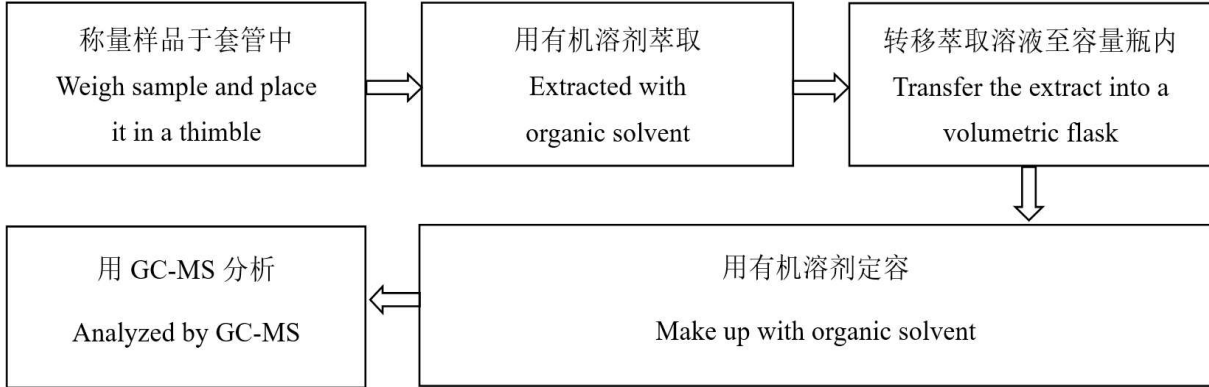 称量样品于套管中
Weigh sample and place
it in a thimble
用有机溶剂萃取
Extracted with
organic solvent
转移萃取溶液至容量瓶内
Transfer the extract into a
volumetric flask
用有机溶剂定容
Make up with organic solvent
用 GC-MS 分析
Analyzed by GC-MS